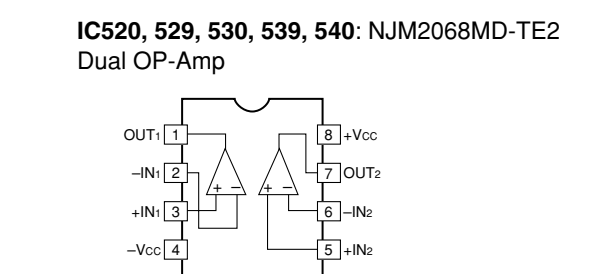 IC520, 529, 530, 539, 540: NJM2068MD-TE2
Dual OP-Amp
OUT1 1 8 +VCC
–IN1 2 7 OUT2
+ – + –
+IN1 3 6 –IN2
–VCC 4 5 +IN2